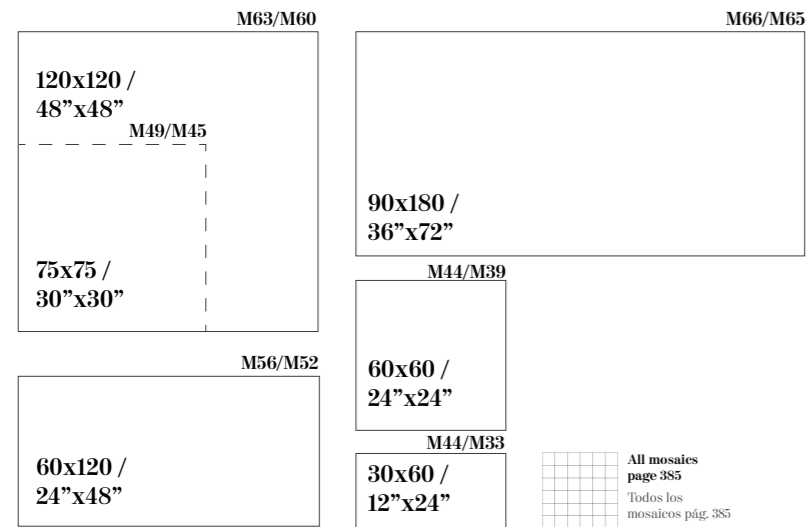 M63/M60
120x120 /
48”x48”
M49/M45
75x75 /
30”x30”
M66/M65
90x180 /
36”x72”
M44/M39
60x60 /
24”x24”
M56/M52
60x120 /
24”x48”
M44/M33
30x60 /
12”x24”
All mosaics
page 385
Todos los
mosaicos pág. 385